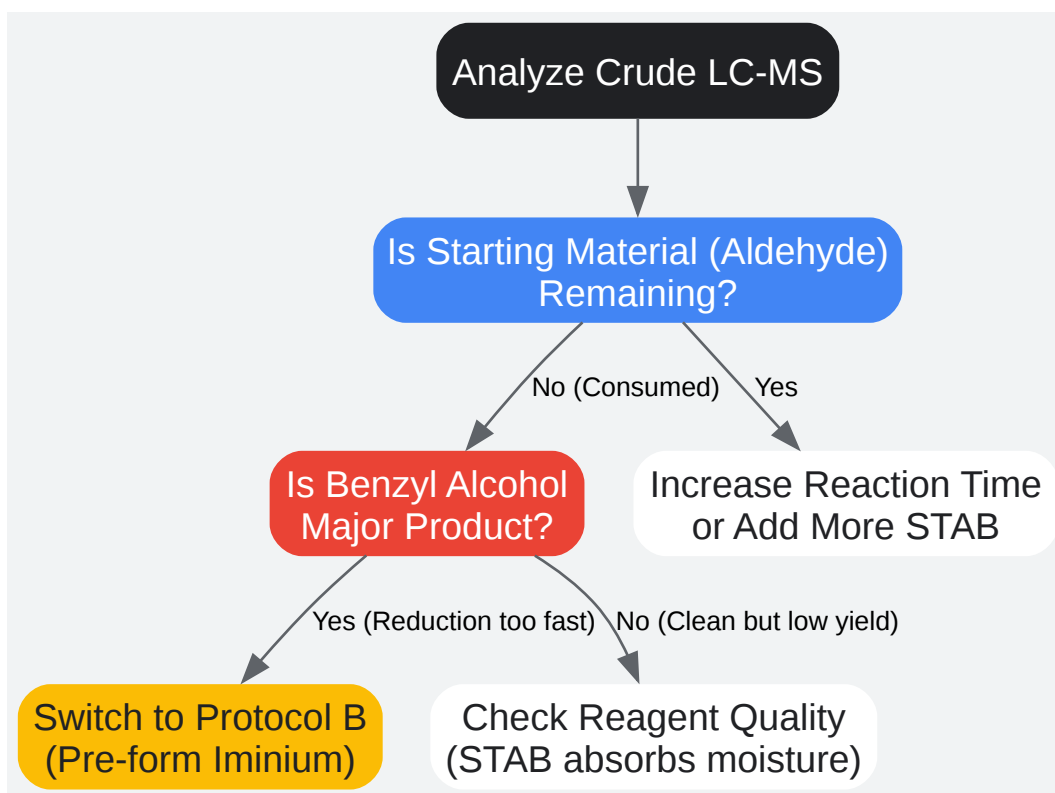 Analyze Crude LC-MS
Is Starting Material (Aldehyde)
Remaining?
No (Consumed)
Yes
Is Benzyl Alcohol
Major Product?
Increase Reaction Time
or Add More STAB
Yes (Reduction too fast)
No (Clean but low yield)
Switch to Protocol B
(Pre-form Iminium)
Check Reagent Quality
(STAB absorbs moisture)